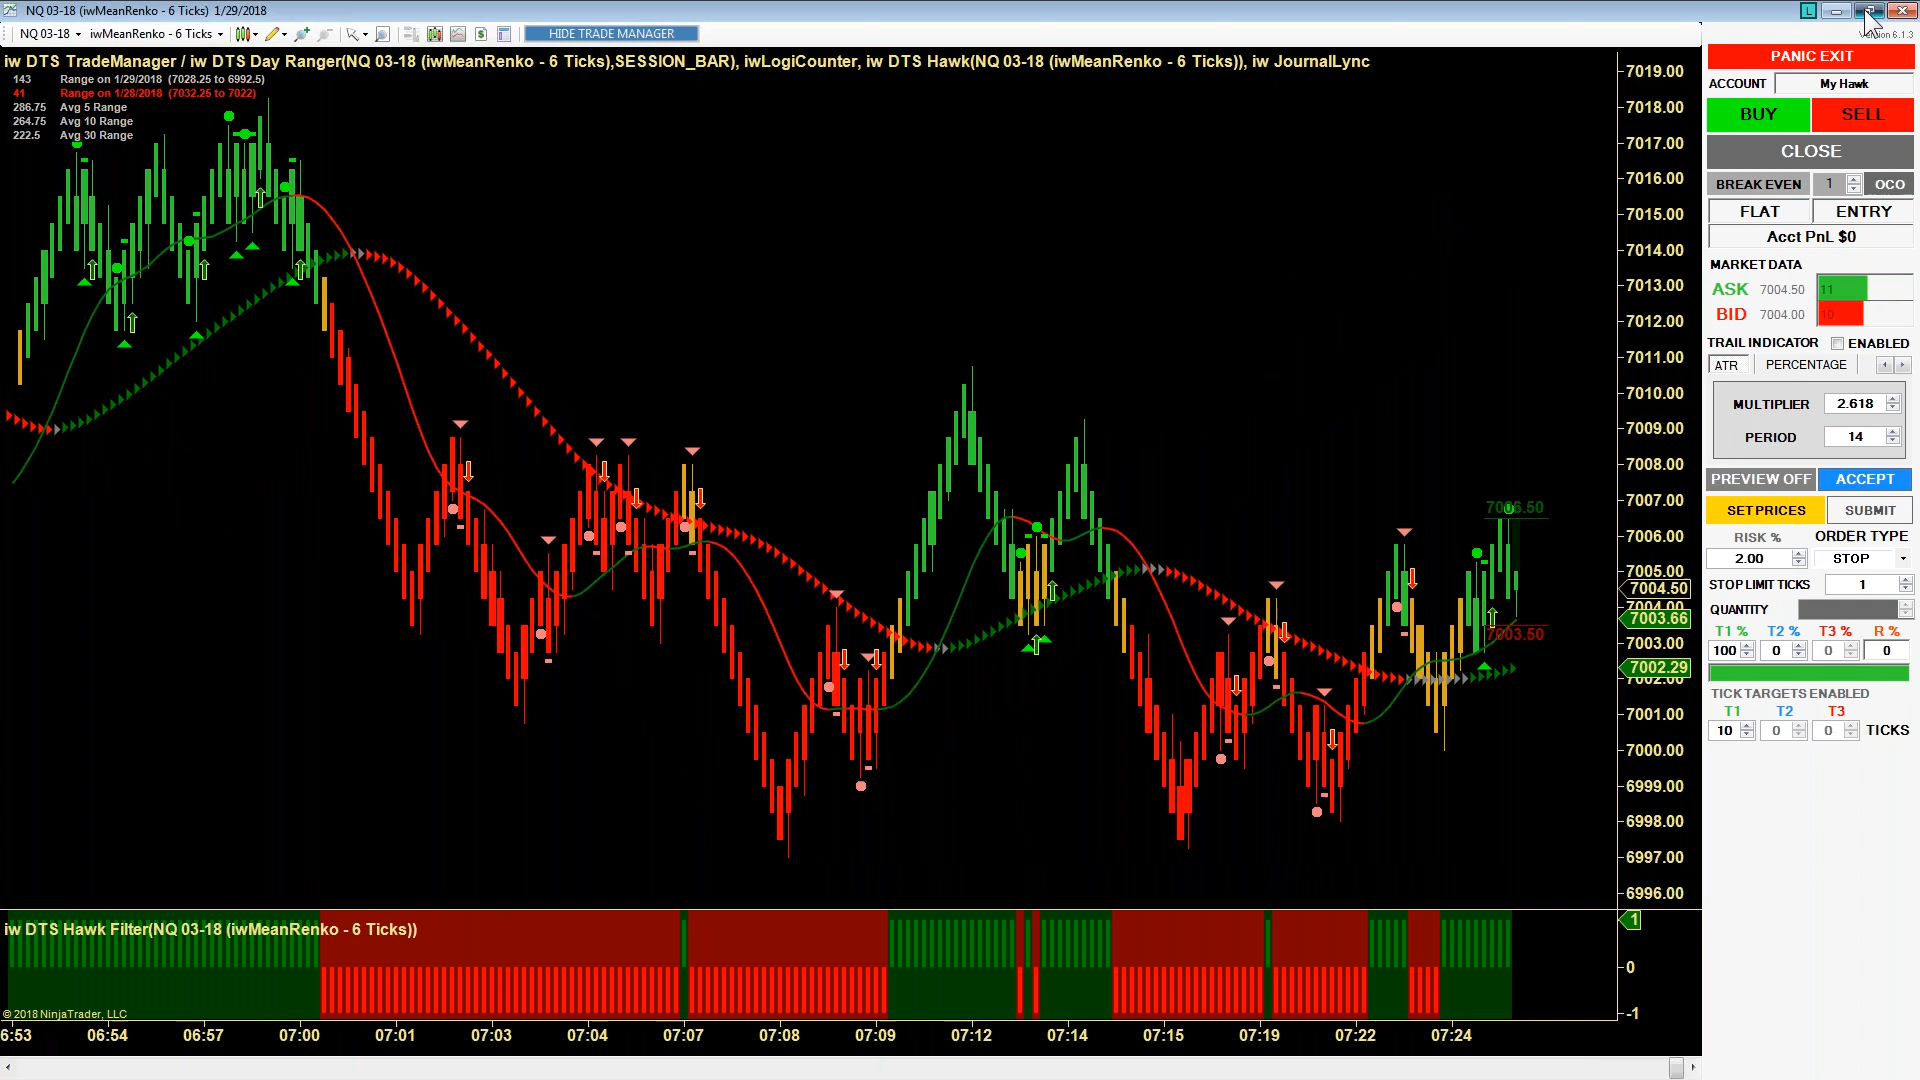 NQ 03-18 (iwMeanRenko - 6 Ticks) 1/29/2018
L
NQ 03-18 iwMeanRenko - 6 Ticks HIDE TRADE MANAGER
Version 6.1.3
iw DTS TradeManager / iw DTS Day Ranger(NQ 03-18 (iwMeanRenko - 6 Ticks),SESSION_BAR), iwLogiCounter, iw DTS Hawk(NQ 03-18 (iwMeanRenko - 6 Ticks)), iw JournalLync
143 Range on 1/29/2018 (7028.25 to 6992.5)
41 Range on 1/28/2018 (7032.25 to 7022)
286.75 Avg 5 Range
264.75 Avg 10 Range
222.5 Avg 30 Range
7019.00
7018.00
7017.00
7016.00
7015.00
7014.00
7013.00
7012.00
7011.00
7010.00
7009.00
7008.00
7007.00
7006.00
7005.00
7004.50
7004.00
7003.66
7003.00
7002.29
7002.00
7001.00
7000.00
6999.00
6998.00
6997.00
6996.00
7006.50
7003.50
iw DTS Hawk Filter(NQ 03-18 (iwMeanRenko - 6 Ticks))
1
0
-1
© 2018 NinjaTrader, LLC
6:53 06:54 06:57 07:00 07:01 07:03 07:04 07:07 07:09 07:12 07:14 07:15 07:19 07:22 07:24
PANIC EXIT
ACCOUNT My Hawk
BUY SELL
CLOSE
BREAK EVEN 1 OCO
FLAT ENTRY
Acct PnL $0
MARKET DATA
ASK 7004.50 11
BID 7004.00 10
TRAIL INDICATOR ENABLED
ATR PERCENTAGE
MULTIPLIER 2.618
PERIOD 14
PREVIEW OFF ACCEPT
SET PRICES SUBMIT
RISK % ORDER TYPE
2.00 STOP
STOP LIMIT TICKS 1
QUANTITY
T1 % T2 % T3 % R %
100 0 0 0
TICK TARGETS ENABLED
T1 T2 T3
10 0 0 TICKS